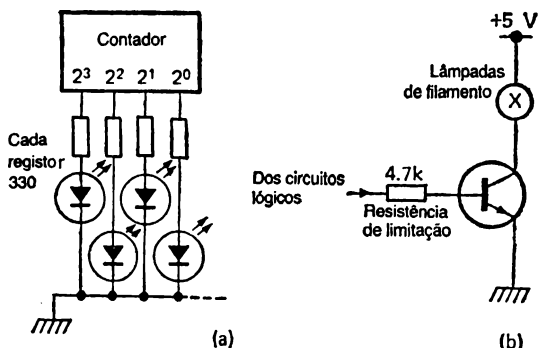 Contador
2³ 2² 2¹ 2⁰
Cada
registor
330
(a)
+5 V
Lâmpadas
de filamento
X
Dos circuitos
lógicos
4.7k
Resistência
de limitação
(b)